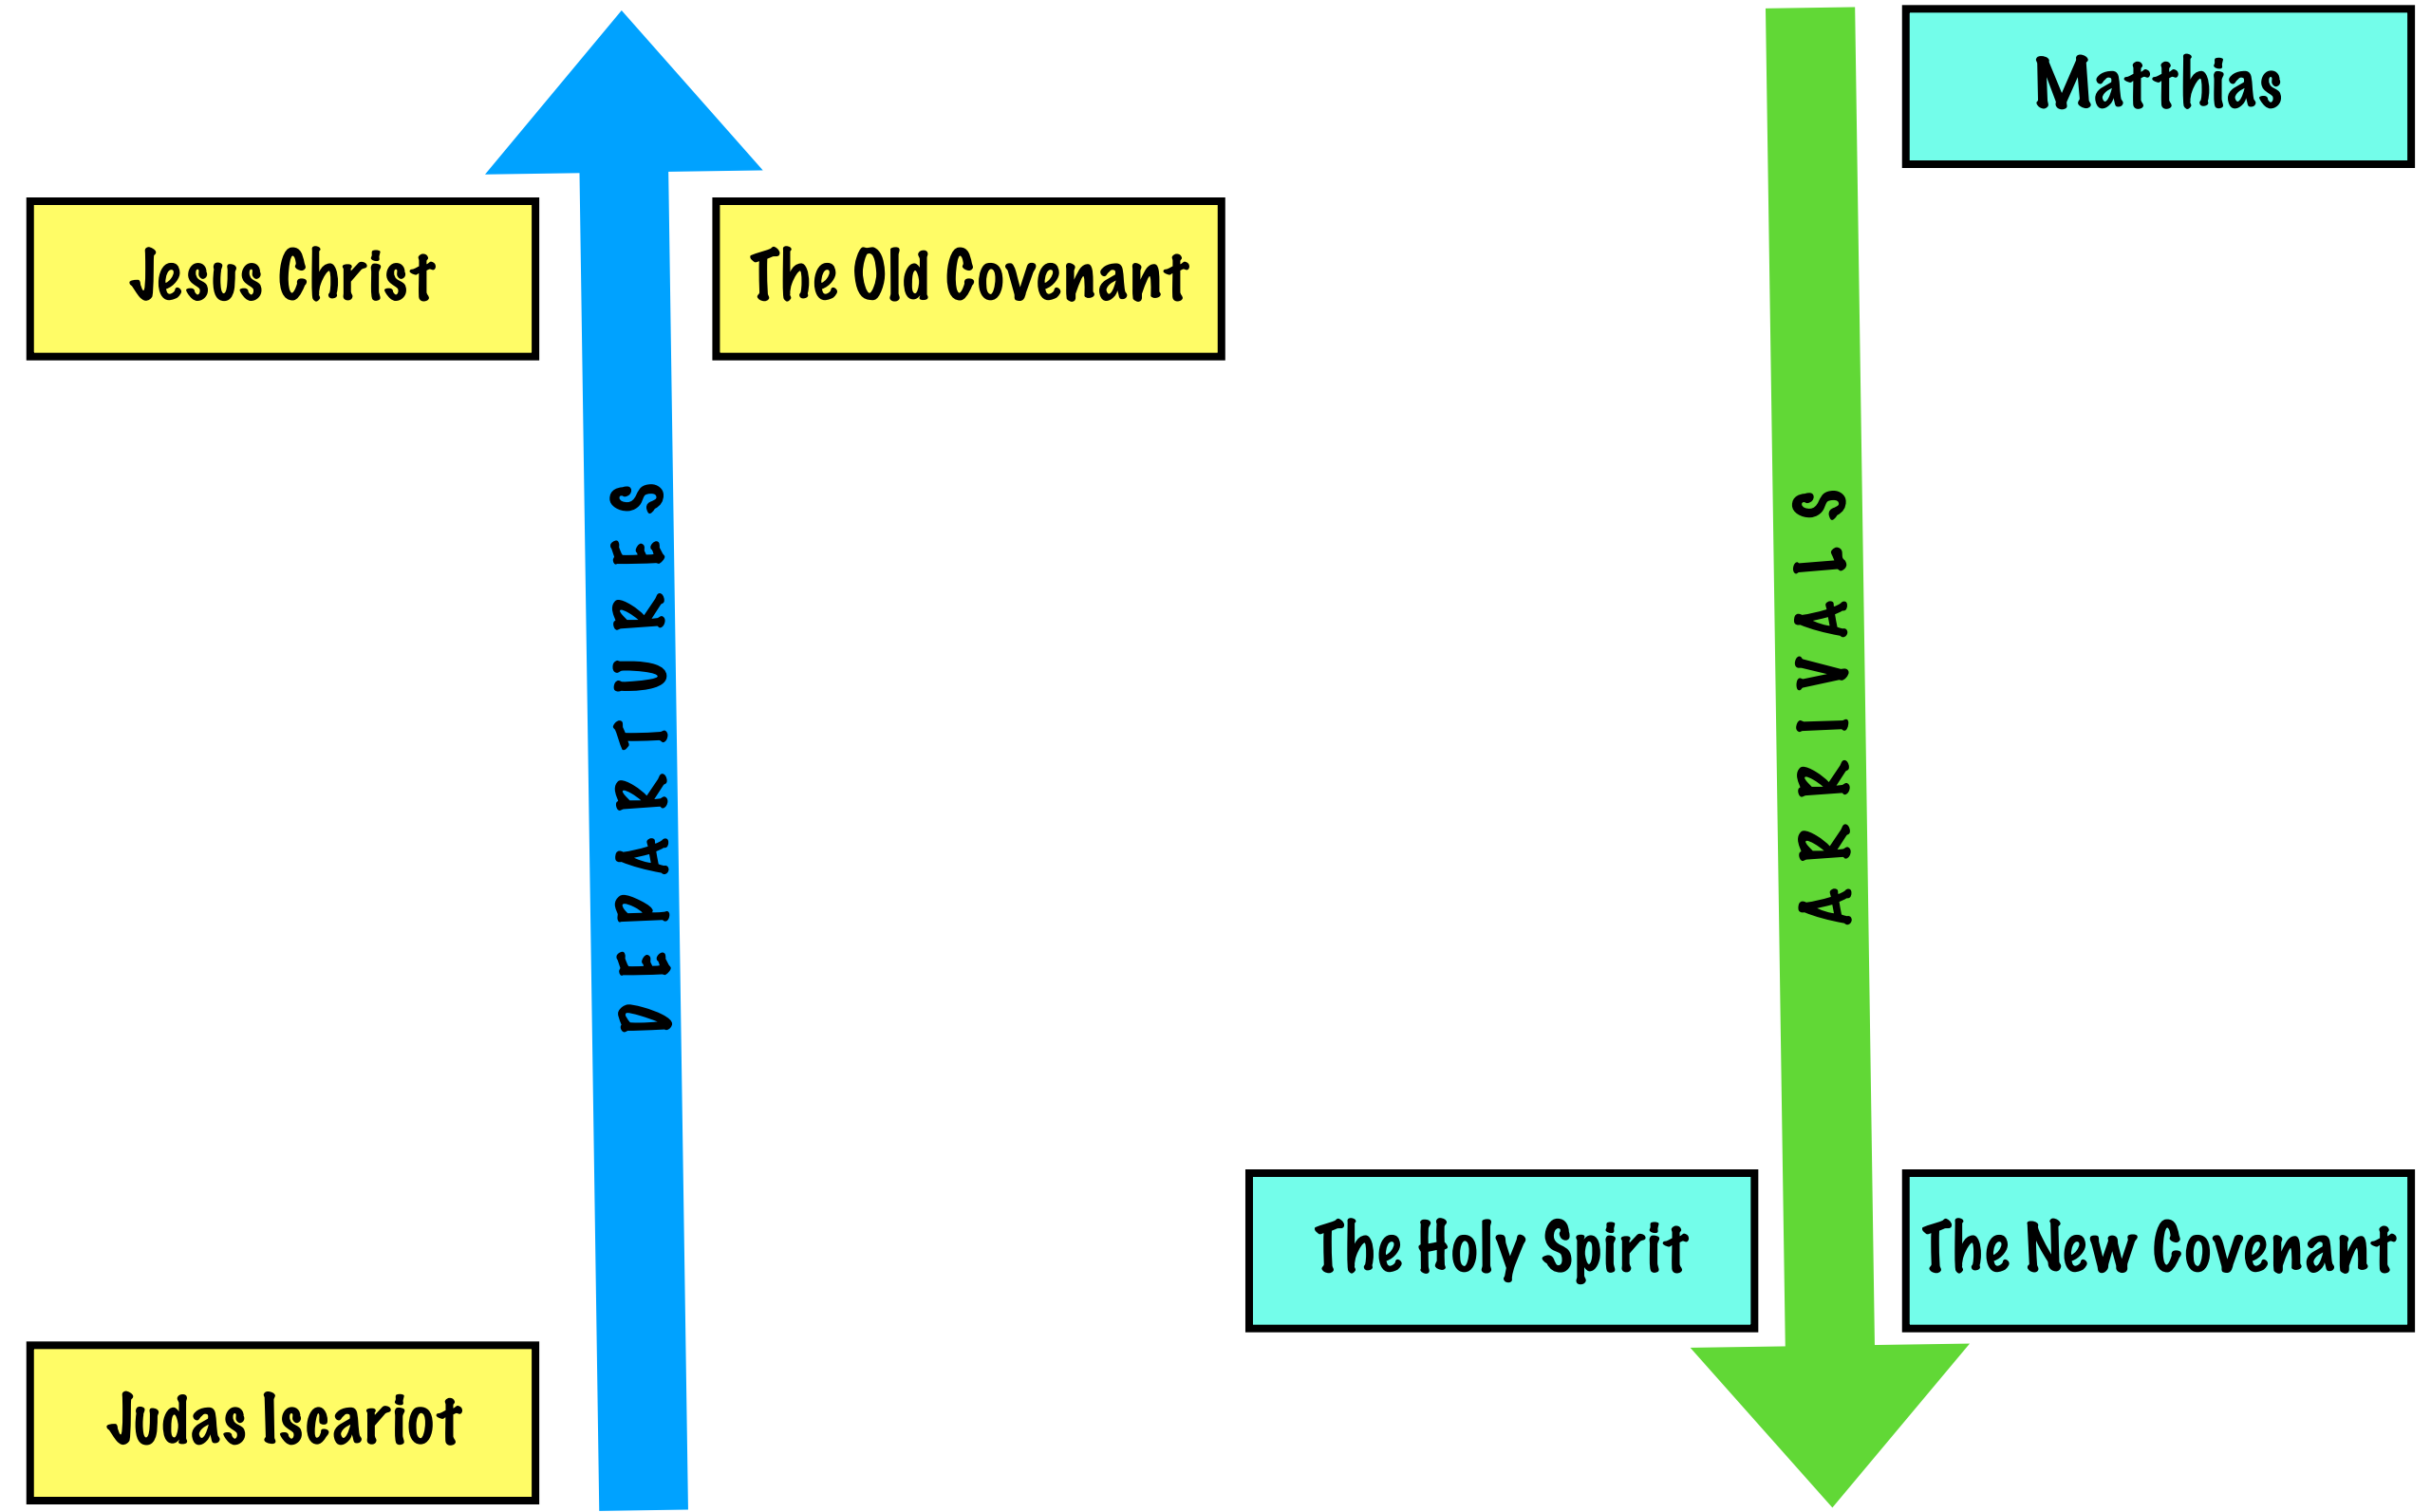 Matthias
Jesus Christ
The Old Covenant
DEPARTURES
ARRIVALS
The Holy Spirit
The New Covenant
Judas Iscariot